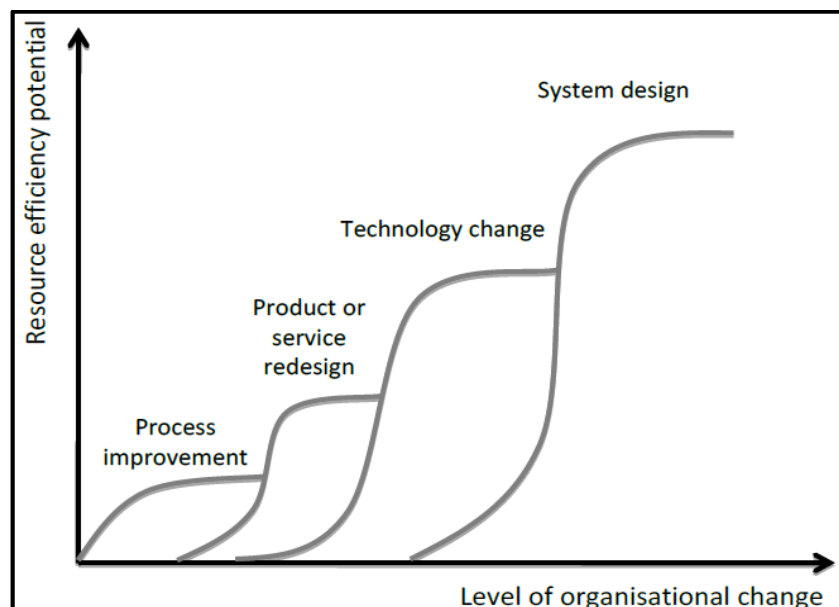 Resource efficiency potential
System design
Technology change
Product or
service
redesign
Process
improvement
Level of organisational change